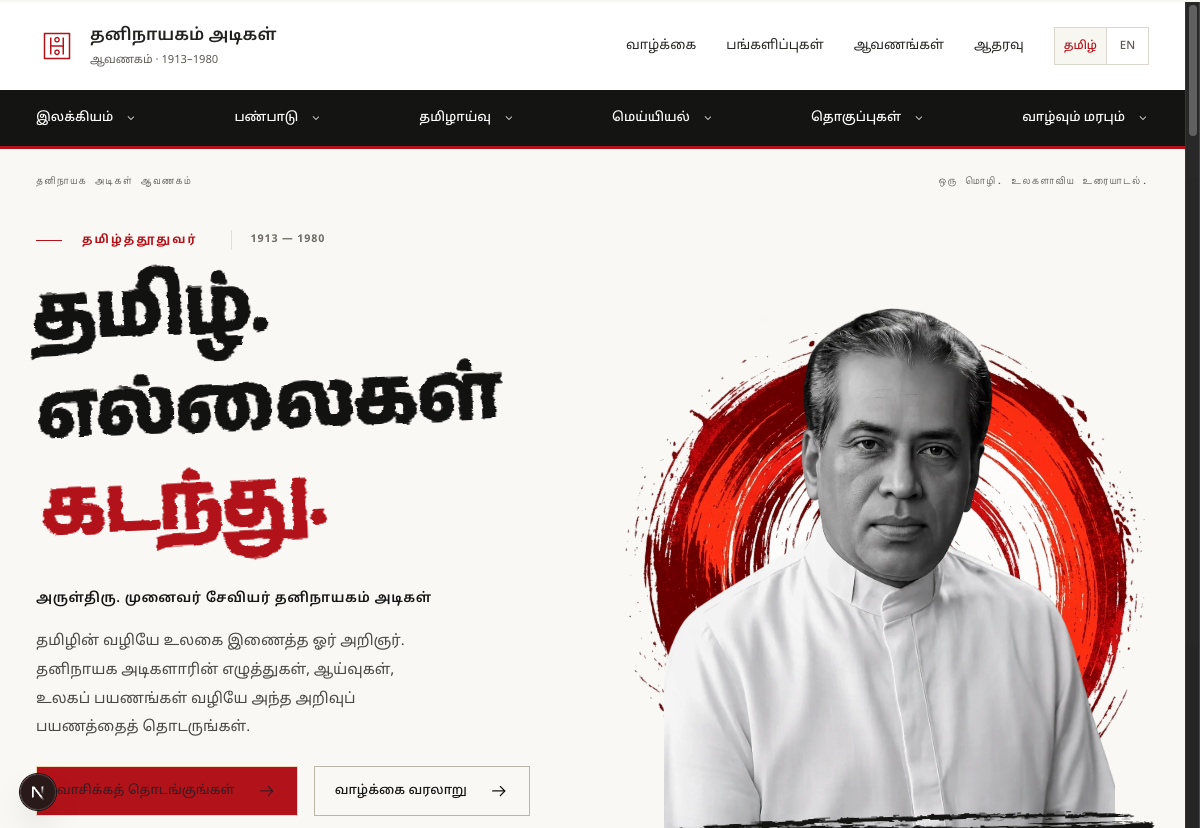 தனிநாயகம் அடிகள்
ஆவணகம் · 1913–1980
வாழ்க்கை பங்களிப்புகள் ஆவணங்கள் ஆதரவு தமிழ் EN
இலக்கியம் பண்பாடு தமிழாய்வு மெய்யியல் தொகுப்புகள் வாழ்வும் மரபும்
தனிநாயக அடிகள் ஆவணகம்
ஒரு மொழி. உலகளாவிய உரையாடல்.
தமிழ்த்தூதுவர் 1913 — 1980
தமிழ்.
எல்லைகள்
கடந்து.
அருள்திரு. முனைவர் சேவியர் தனிநாயகம் அடிகள்
தமிழின் வழியே உலகை இணைத்த ஓர் அறிஞர்.
தனிநாயக அடிகளாரின் எழுத்துகள், ஆய்வுகள்,
உலகப் பயணங்கள் வழியே அந்த அறிவுப்
பயணத்தைத் தொடருங்கள்.
வாசிக்கத் தொடங்குங்கள் → வாழ்க்கை வரலாறு →
N